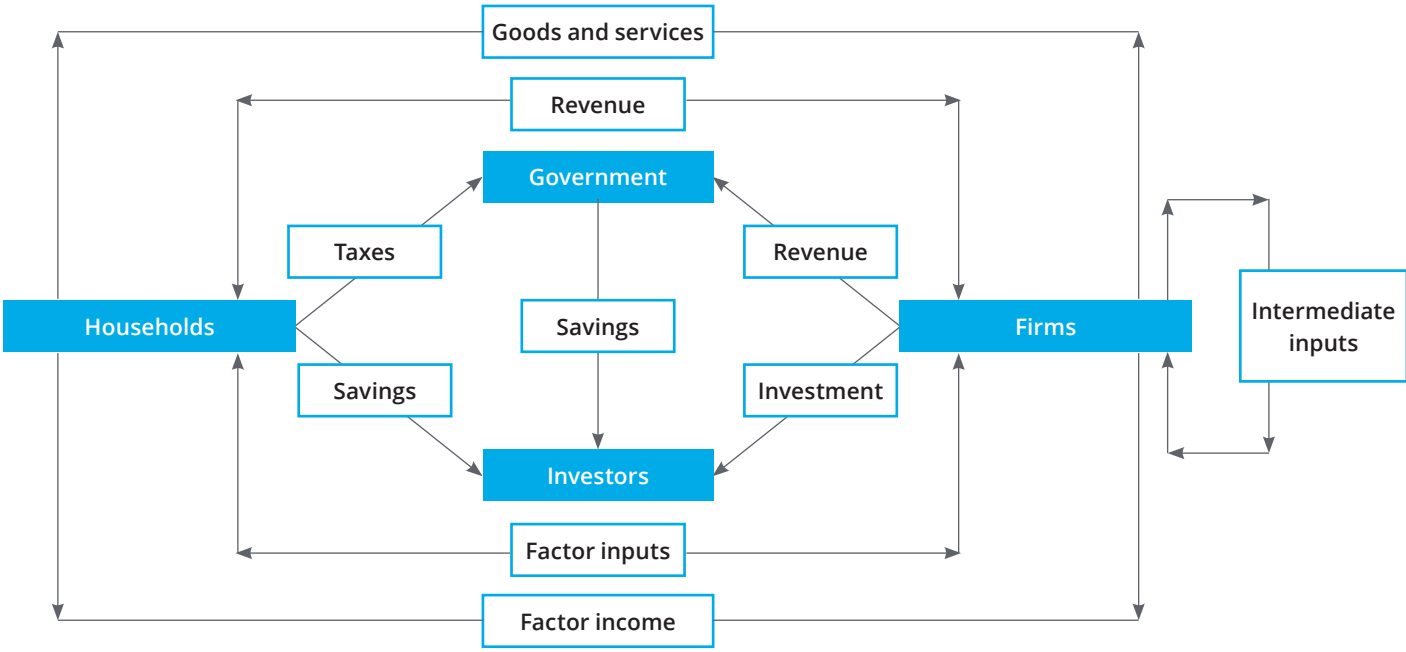 Goods and services
Revenue
Government
Taxes
Revenue
Households
Savings
Firms
Intermediate
inputs
Savings
Investment
Investors
Factor inputs
Factor income